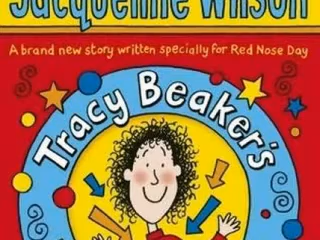 Jacqueline Wilson
A brand new story written specially for Red Nose Day
Tracy Beaker's